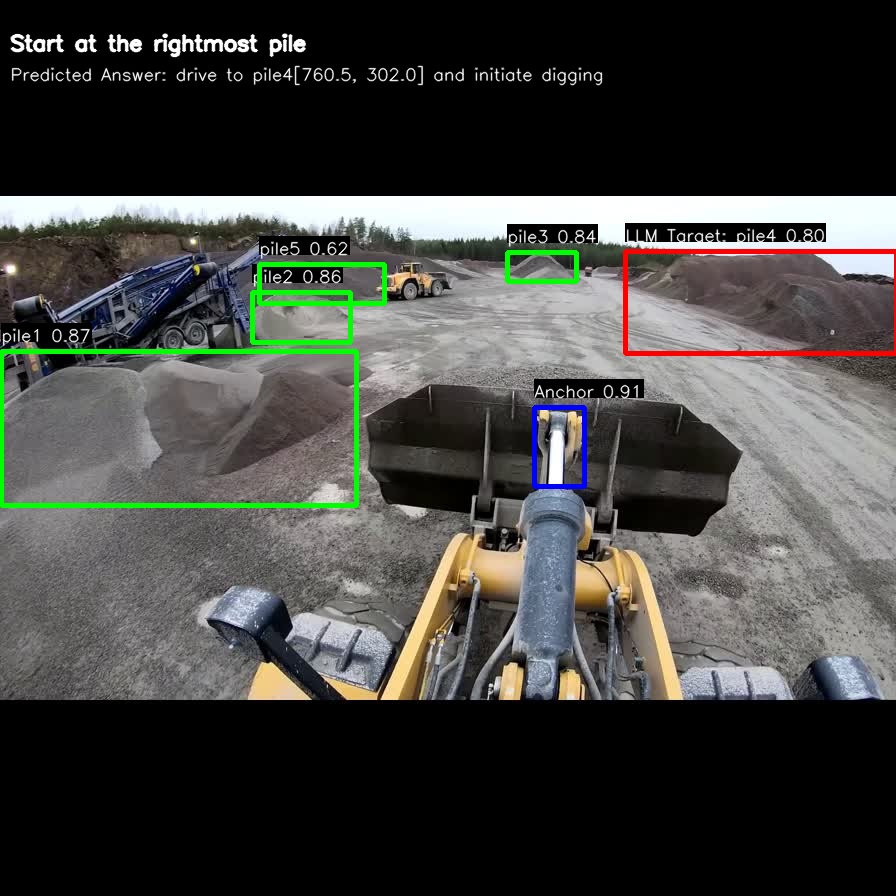 Start at the rightmost pile
Predicted Answer: drive to pile4[760.5, 302.0] and initiate digging
pile3 0.84
LLM Target: pile4 0.80
pile5 0.62
pile2 0.86
pile1 0.87
Anchor 0.91